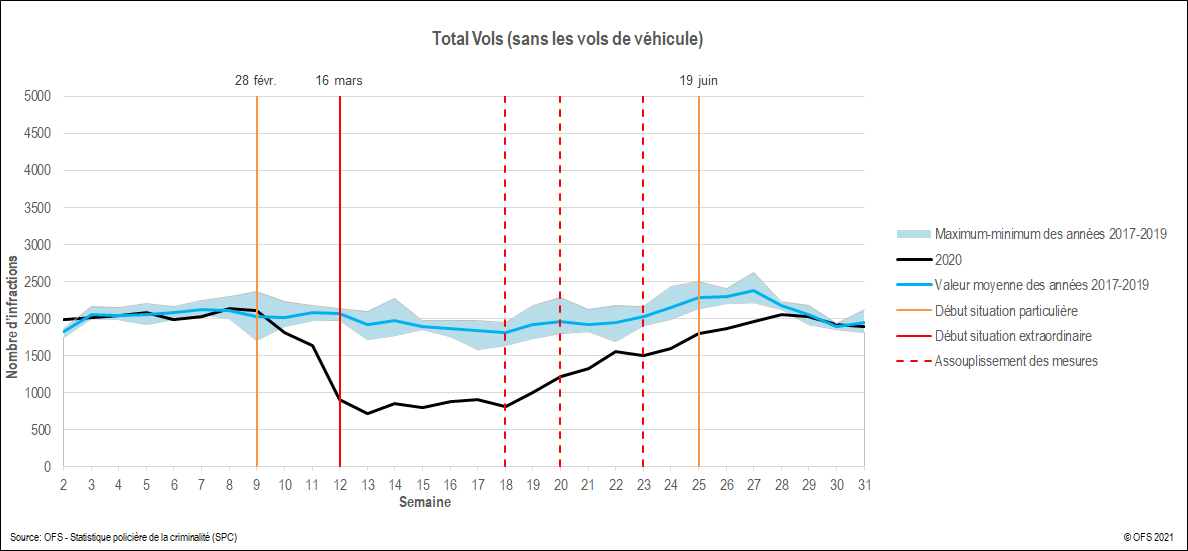 Total Vols (sans les vols de véhicule)
28 févr.
16 mars
19 juin
5000
4500
4000
3500
3000
2500
2000
1500
1000
500
0
Nombre d'infractions
2 3 4 5 6 7 8 9 10 11 12 13 14 15 16 17 18 19 20 21 22 23 24 25 26 27 28 29 30 31
Semaine
Maximum-minimum des années 2017-2019
2020
Valeur moyenne des années 2017-2019
Début situation particulière
Début situation extraordinaire
Assouplissement des mesures
Source: OFS - Statistique policière de la criminalité (SPC)
© OFS 2021